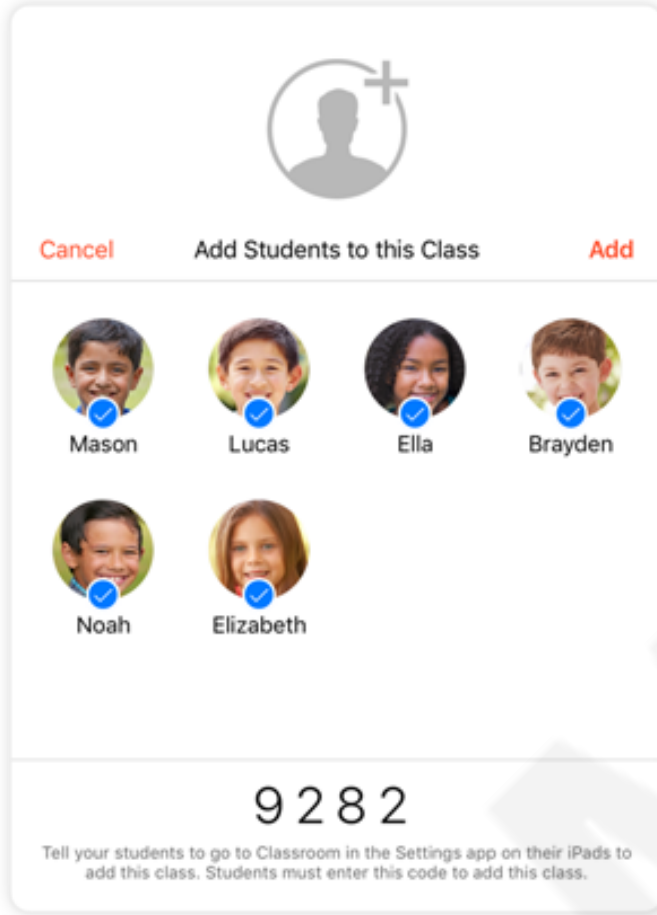 Cancel Add Students to this Class Add
Mason Lucas Ella Brayden
Noah Elizabeth
9282
Tell your students to go to Classroom in the Settings app on their iPads to
add this class. Students must enter this code to add this class.